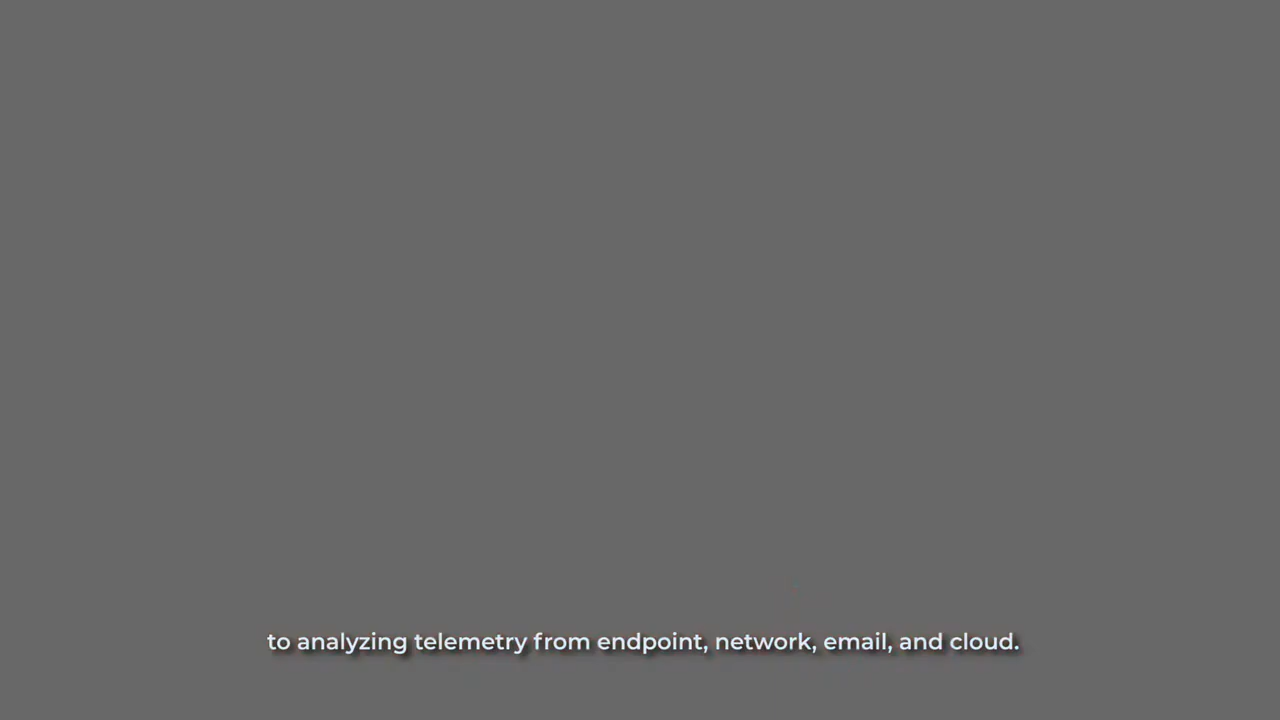 to analyzing telemetry from endpoint, network, email, and cloud.